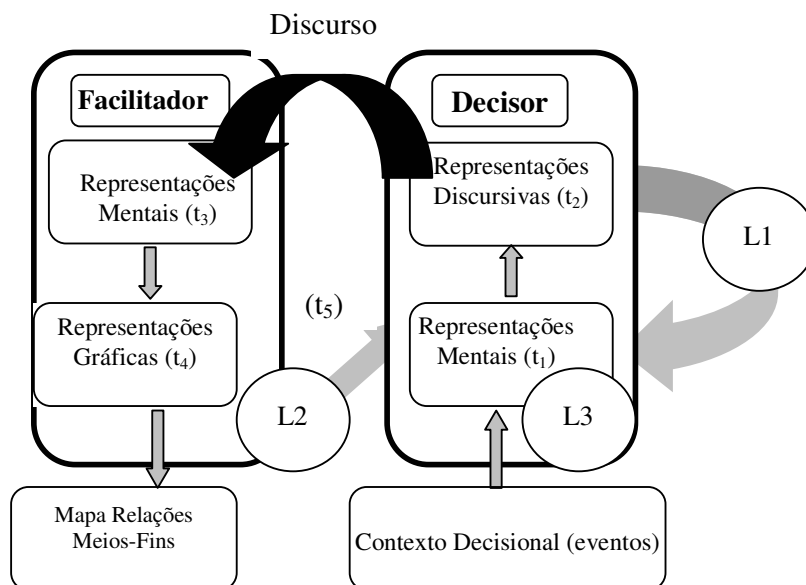 Discurso
Facilitador
Decisor
Representações
Mentais (t₃)
Representações
Discursivas (t₂)
L1
Representações
Gráficas (t₄)
(t₅)
Representações
Mentais (t₁)
L2
L3
Mapa Relações
Meios-Fins
Contexto Decisional (eventos)